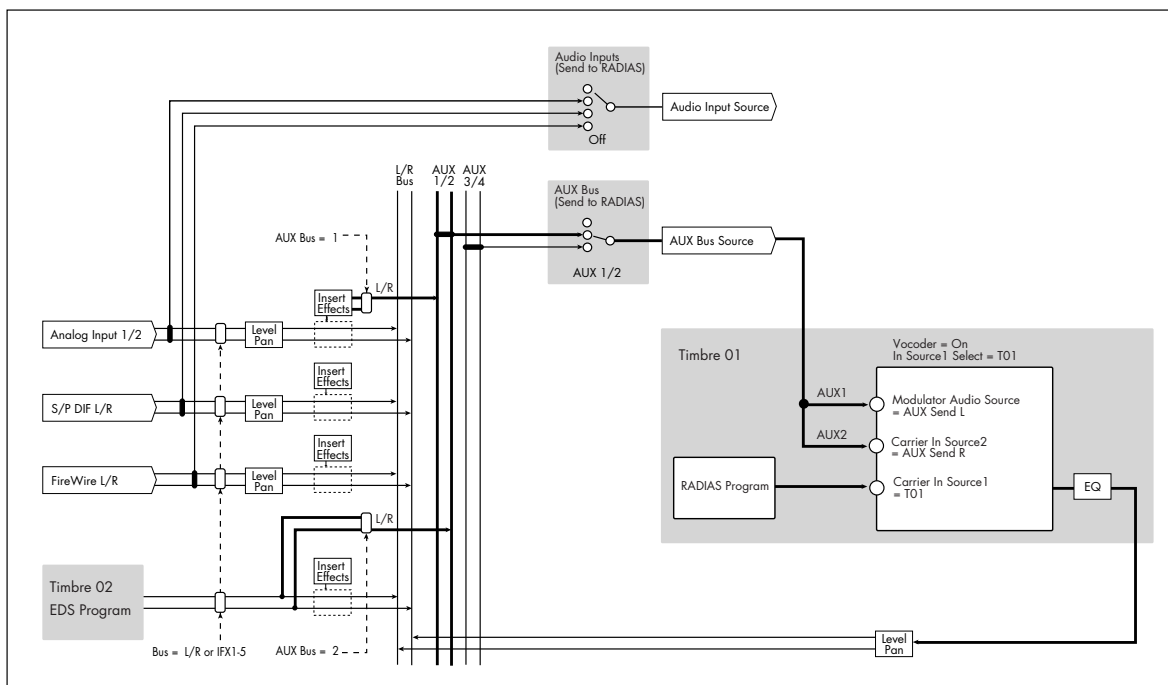 Audio Inputs
(Send to RADIAS)
Audio Input Source
Off
L/R
Bus
AUX
1/2
AUX
3/4
AUX Bus
(Send to RADIAS)
AUX Bus = 1
AUX Bus Source
AUX 1/2
L/R
Insert
Effects
Analog Input 1/2
Level
Pan
Timbre 01
Vocoder = On
In Source1 Select = T01
Insert
Effects
S/P DIF L/R
Level
Pan
AUX1
Modulator Audio Source
= AUX Send L
AUX2
Carrier In Source2
= AUX Send R
Insert
Effects
FireWire L/R
Level
Pan
RADIAS Program
Carrier In Source1
= T01
EQ
L/R
Insert
Effects
Timbre 02
EDS Program
Level
Pan
Bus = L/R or IFX1-5
AUX Bus = 2